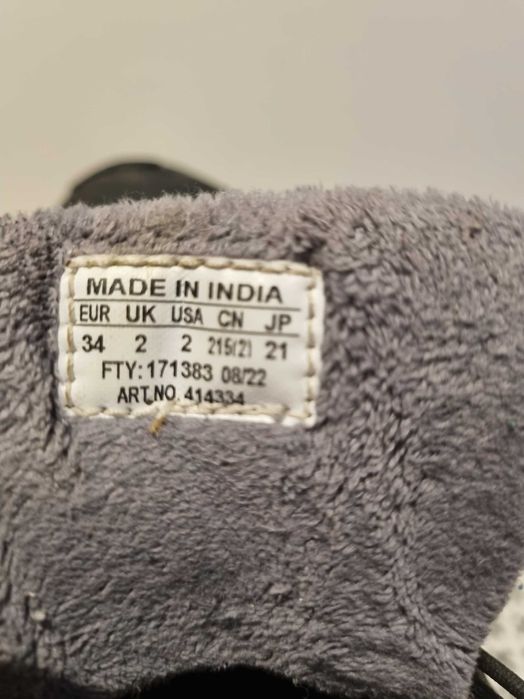 MADE IN INDIA
EUR UK USA CN JP
34 2 2 215(2) 21
FTY: 171383 08/22
ART.NO. 414334